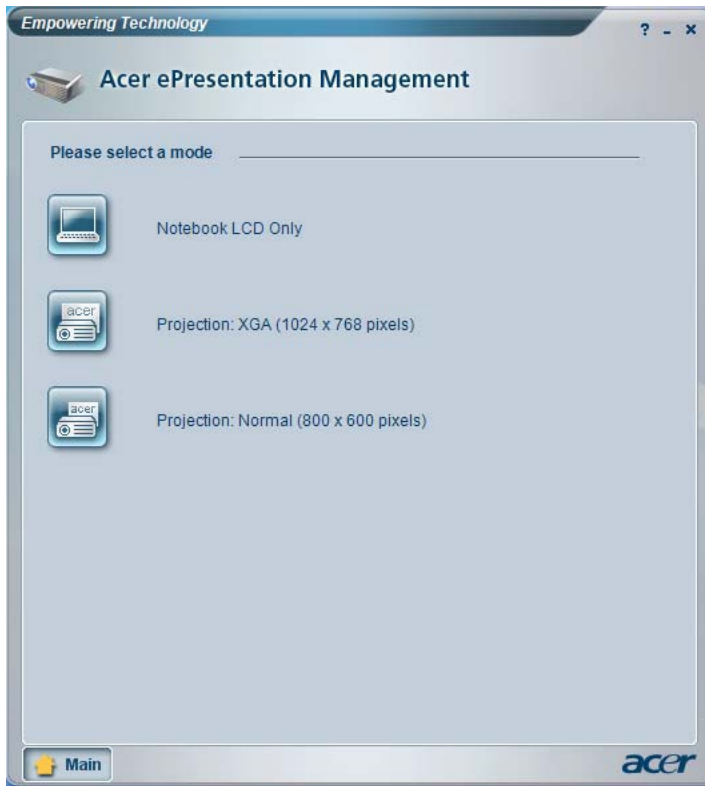 Empowering Technology
? - ×
Acer ePresentation Management
Please select a mode
Notebook LCD Only
acer
Projection: XGA (1024 x 768 pixels)
acer
Projection: Normal (800 x 600 pixels)
Main
acer